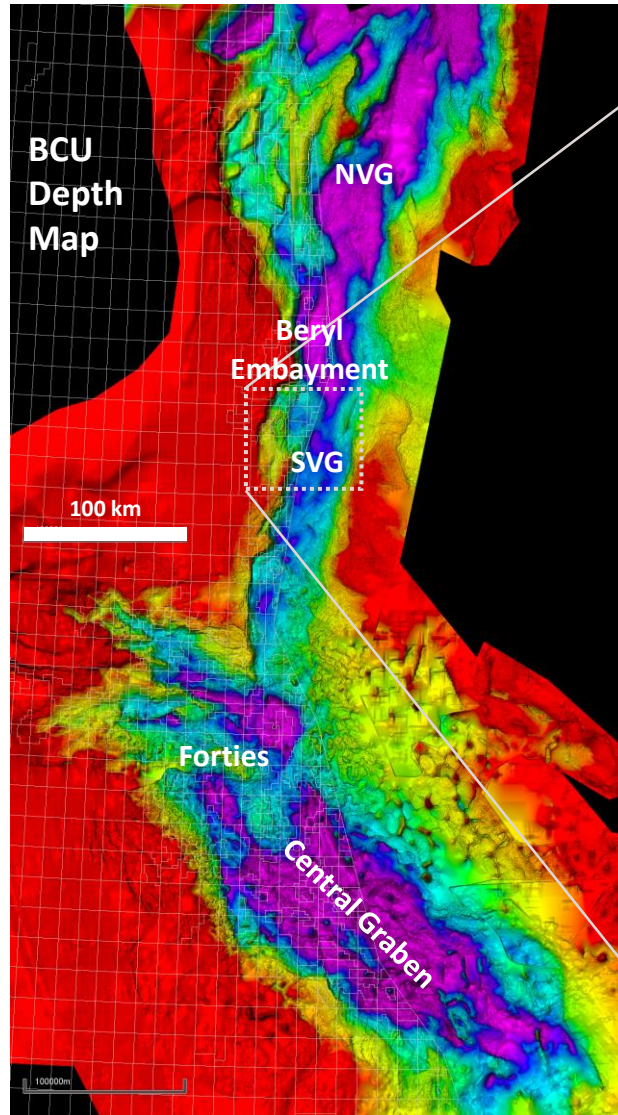 BCU
Depth
Map
NVG
Beryl
Embayment
SVG
100 km
Forties
Central Graben
100000m